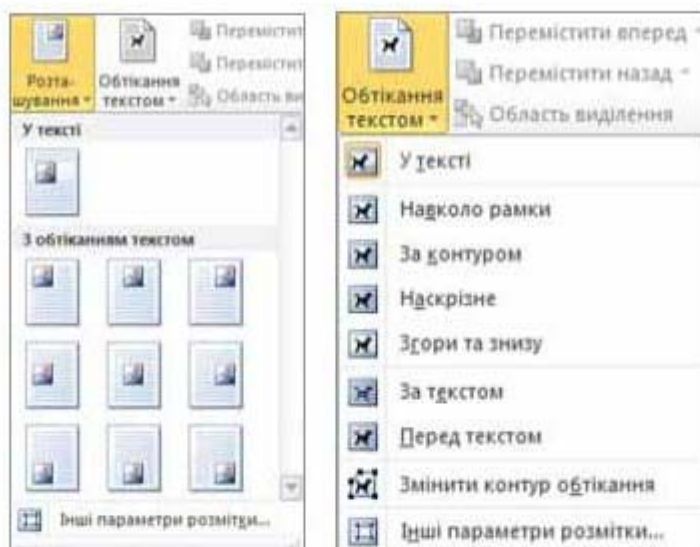 Розта-
шування
Обтікання
текстом
Перемістит
Перемістит
Область ви
У тексті
З обтіканням текстом
Інші параметри розмітки...
Обтікання
текстом
Перемістити вперед
Перемістити назад
Область виділення
У тексті
Навколо рамки
За контуром
Наскрізне
Згори та знизу
За текстом
Перед текстом
Змінити контур обтікання
Інші параметри розмітки...